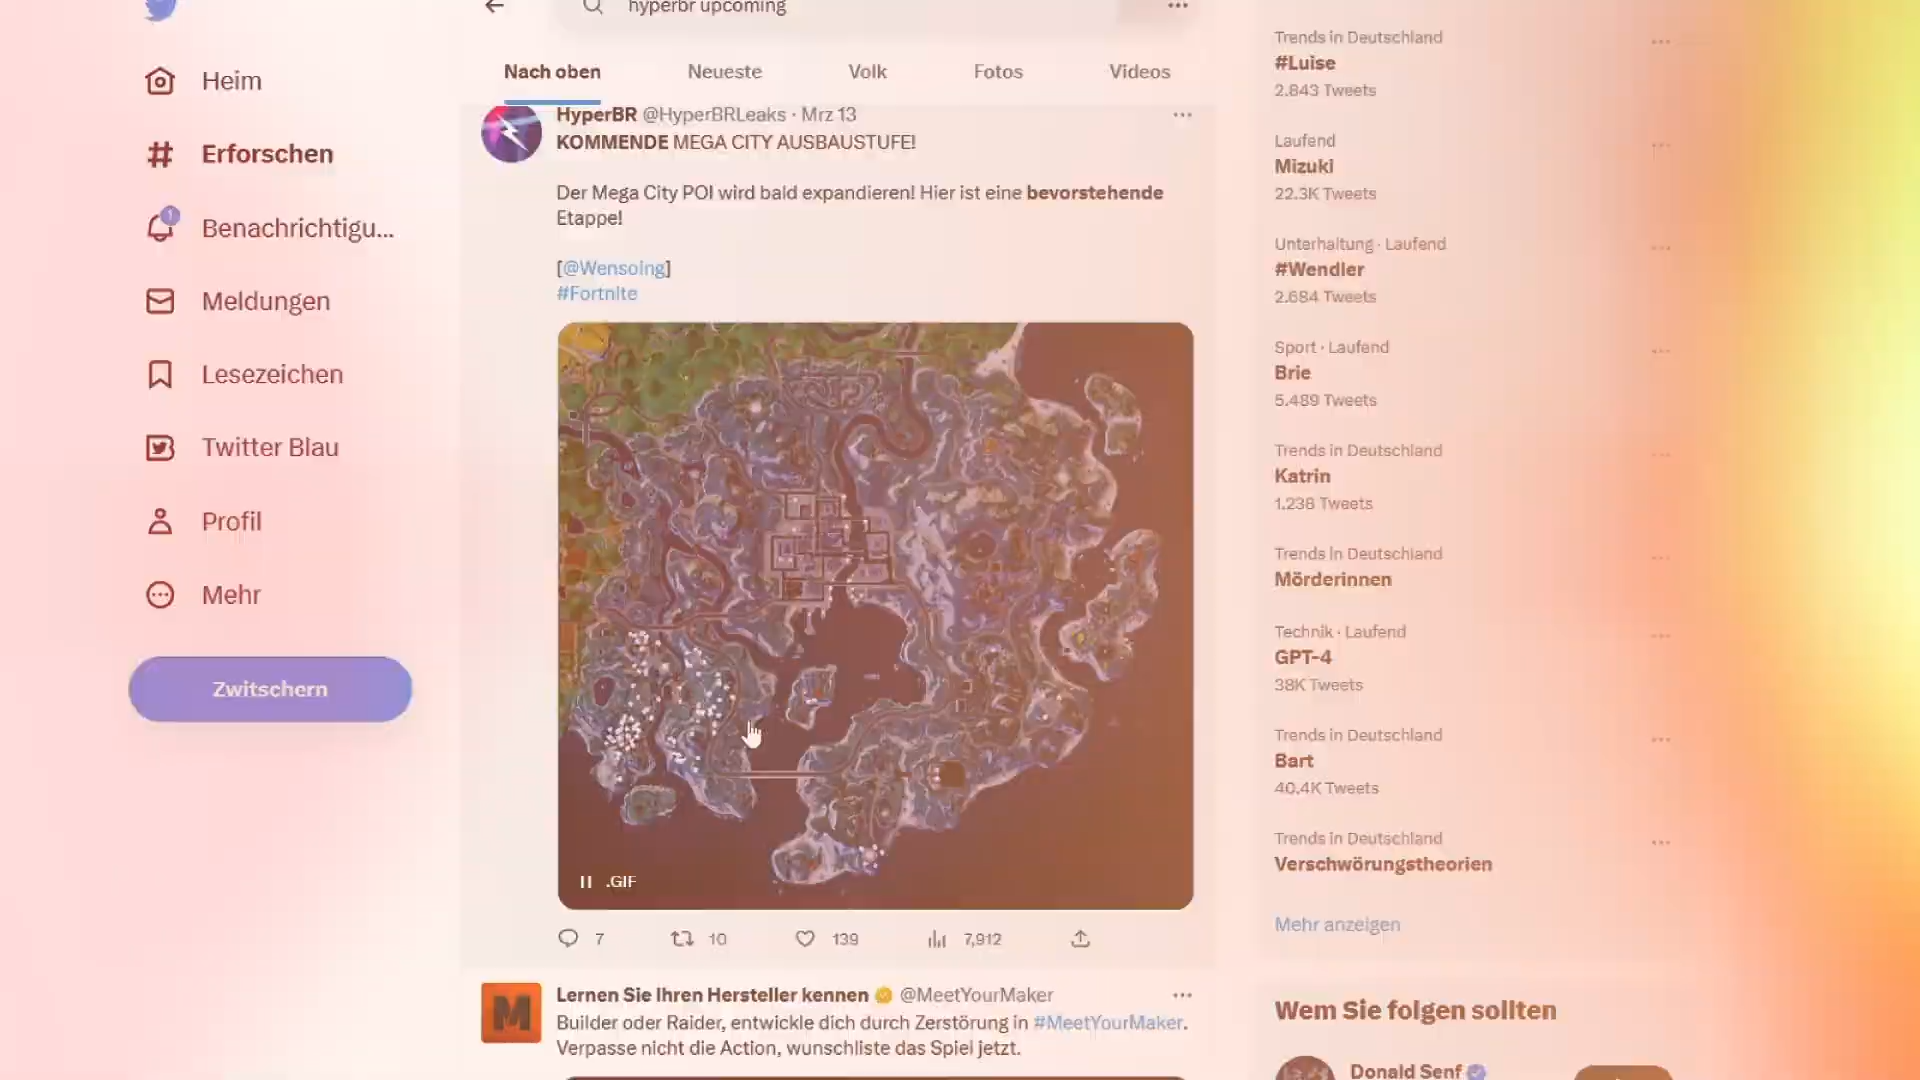 hyperbr upcoming
Heim
Erforschen
1
Benachrichtigu...
Meldungen
Lesezeichen
Twitter Blau
Profil
Mehr
Zwitschern
Nach oben
Neueste
Volk
Fotos
Videos
HyperBR @HyperBRLeaks · Mrz 13
KOMMENDE MEGA CITY AUSBAUSTUFE!
Der Mega City POI wird bald expandieren! Hier ist eine bevorstehende
Etappe!
[@Wensoing]
#Fortnite
.GIF
7
10
139
7,912
Lernen Sie Ihren Hersteller kennen @MeetYourMaker
Builder oder Raider, entwickle dich durch Zerstörung in #MeetYourMaker.
Verpasse nicht die Action, wunschliste das Spiel jetzt.
Trends in Deutschland
#Luise
2.843 Tweets
Laufend
Mizuki
22.3K Tweets
Unterhaltung · Laufend
#Wendler
2.684 Tweets
Sport · Laufend
Brie
5.489 Tweets
Trends in Deutschland
Katrin
1.238 Tweets
Trends in Deutschland
Mörderinnen
Technik · Laufend
GPT-4
38K Tweets
Trends in Deutschland
Bart
40.4K Tweets
Trends in Deutschland
Verschwörungstheorien
Mehr anzeigen
Wem Sie folgen sollten
Donald Senf